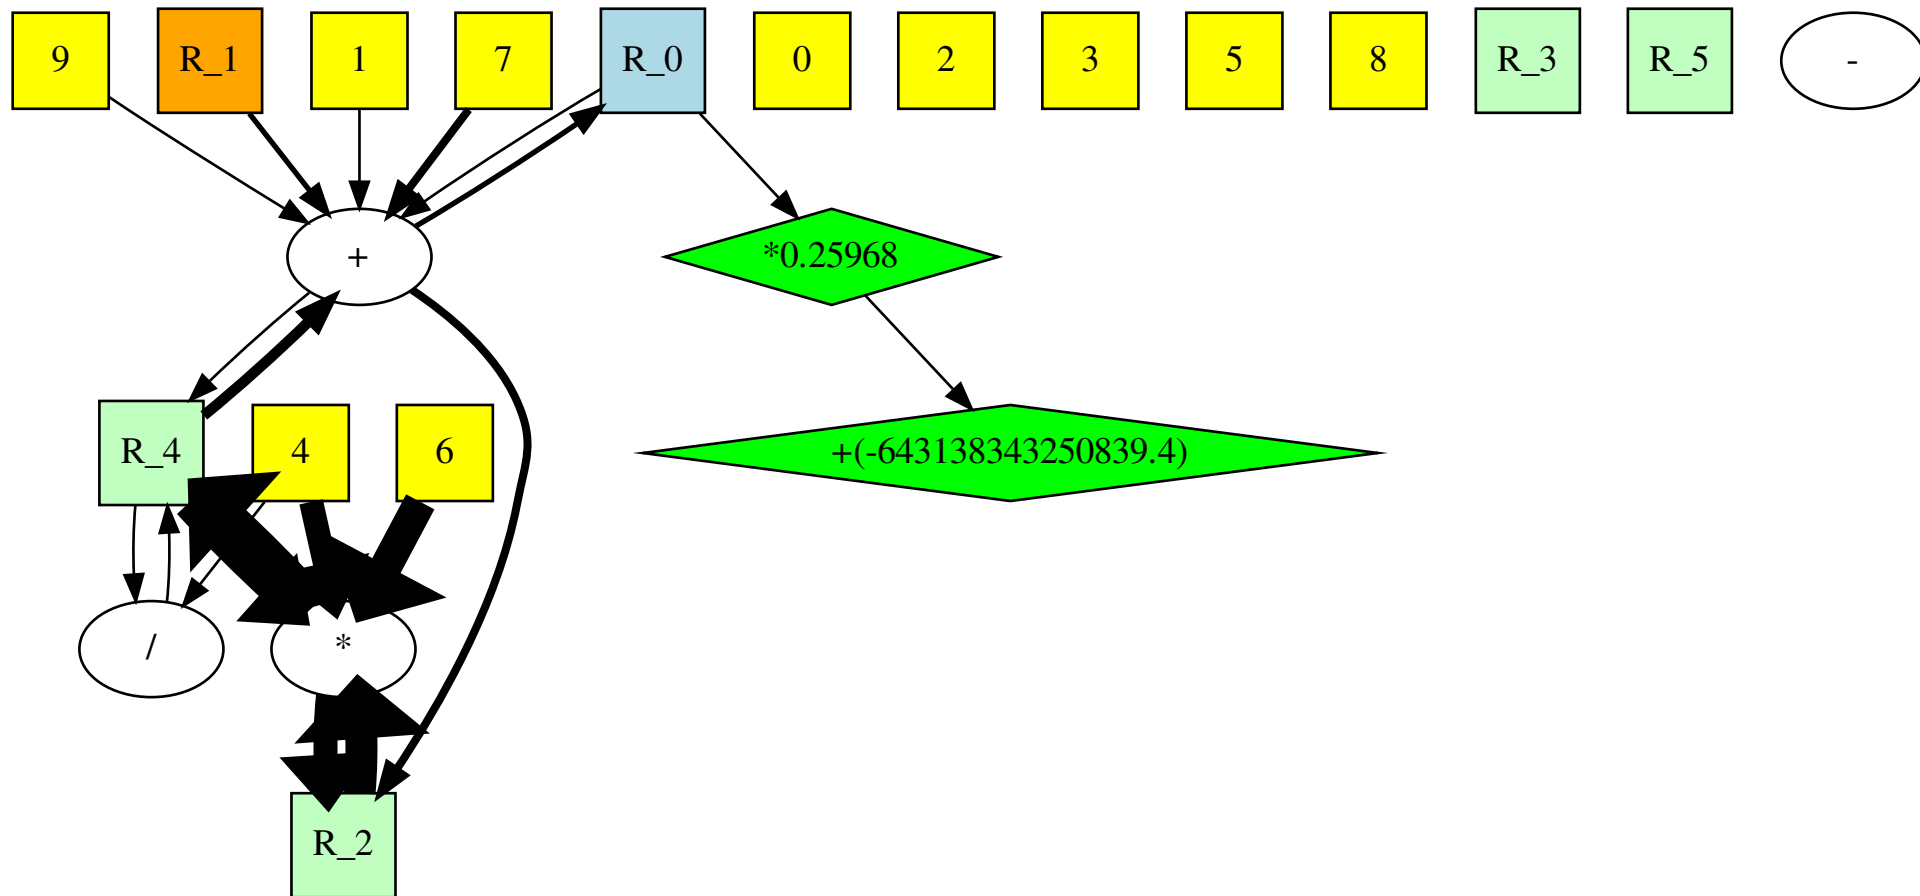 9 R_1 1 7 R_0 0 2 3 5 8 R_3 R_5 -
+ *0.25968
R_4 4 6 +(-643138343250839.4)
/ *
R_2